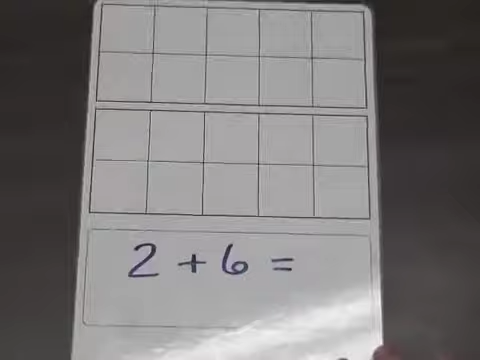 2 + 6 =